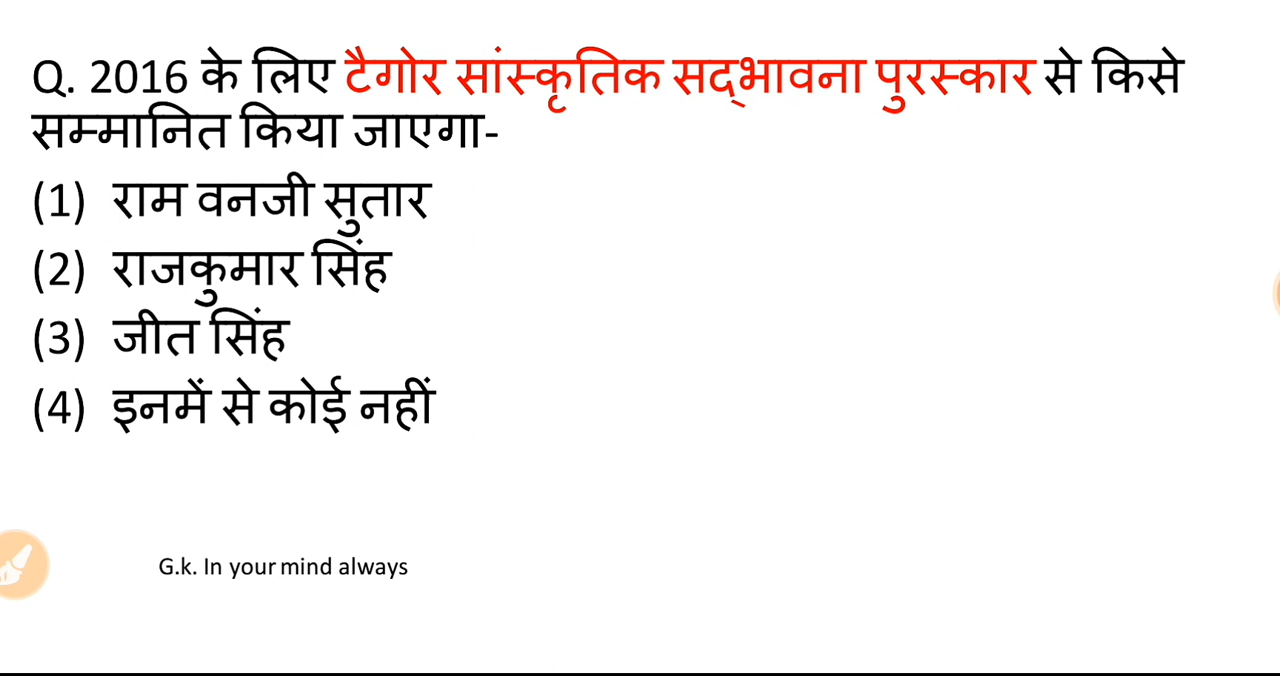 Q. 2016 के लिए टैगोर सांस्कृतिक सद्‌भावना पुरस्कार से किसे
सम्मानित किया जाएगा-
(1) राम वनजी सुतार
(2) राजकुमार सिंह
(3) जीत सिंह
(4) इनमें से कोई नहीं
G.k. In your mind always